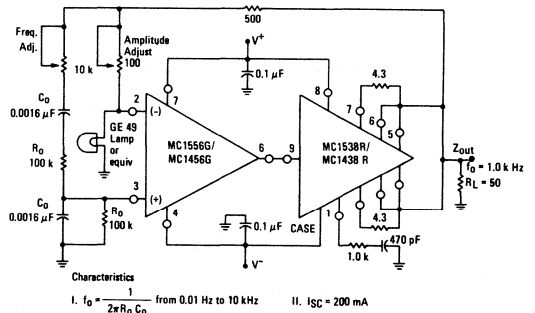 500
Freq.
Adj.
10 k
Amplitude
Adjust
100
V+
0.1 µF
4.3
C₀
0.0016 µF
2
(-)
7
8
7
6
5
GE 49
Lamp
or
equiv
MC1556G/
MC1456G
6
9
MC1538R/
MC1438 R
Zout
f₀ = 1.0 kHz
RL = 50
R₀
100 k
3
(+)
4
C₀
0.0016 µF
R₀
100 k
0.1 µF
CASE
1
4.3
470 pF
1.0 k
V-
Characteristics
I. f₀ = 1 / 2πR₀ C₀ from 0.01 Hz to 10 kHz
II. ISC = 200 mA